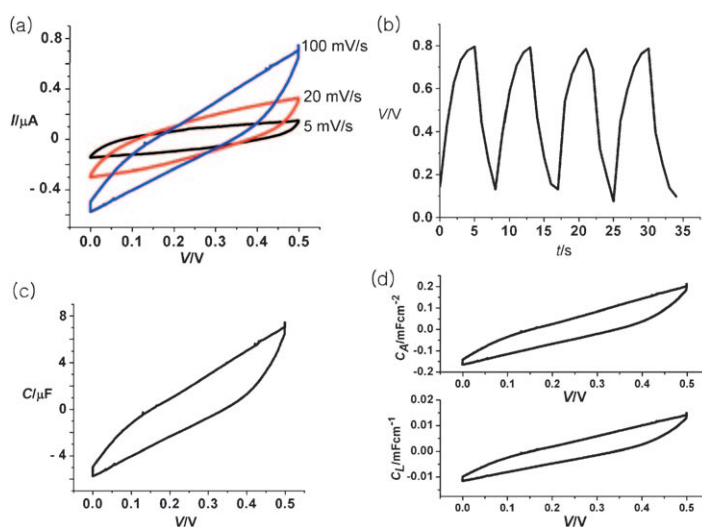 (a)
0.8
0.4
0
- 0.4
I/μA
100 mV/s
20 mV/s
5 mV/s
0.0 0.1 0.2 0.3 0.4 0.5
V/V
(b)
0.8
0.6
0.4
0.2
0.0
V/V
0 5 10 15 20 25 30 35 40
t/s
(c)
8
4
0
- 4
C/μF
0.0 0.1 0.2 0.3 0.4 0.5
V/V
(d)
0.2
0.1
0.0
-0.1
-0.2
C_A/mFcm⁻²
0.0 0.1 0.2 0.3 0.4 0.5
V/V
0.02
0.01
0.00
-0.01
C_L/mFcm⁻¹
0.0 0.1 0.2 0.3 0.4 0.5
V/V